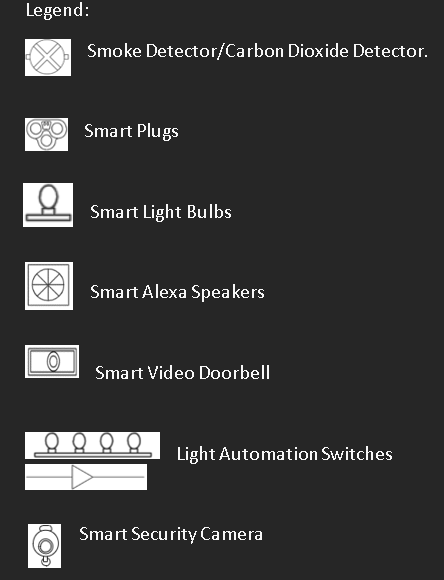 Legend:
Smoke Detector/Carbon Dioxide Detector.
Smart Plugs
Smart Light Bulbs
Smart Alexa Speakers
Smart Video Doorbell
Light Automation Switches
Smart Security Camera